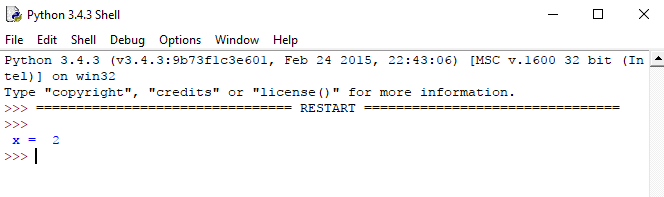 Python 3.4.3 Shell
File Edit Shell Debug Options Window Help
Python 3.4.3 (v3.4.3:9b73f1c3e601, Feb 24 2015, 22:43:06) [MSC v.1600 32 bit (In
tel)] on win32
Type "copyright", "credits" or "license()" for more information.
>>> ================================ RESTART ================================
>>>
 x =  2
>>>